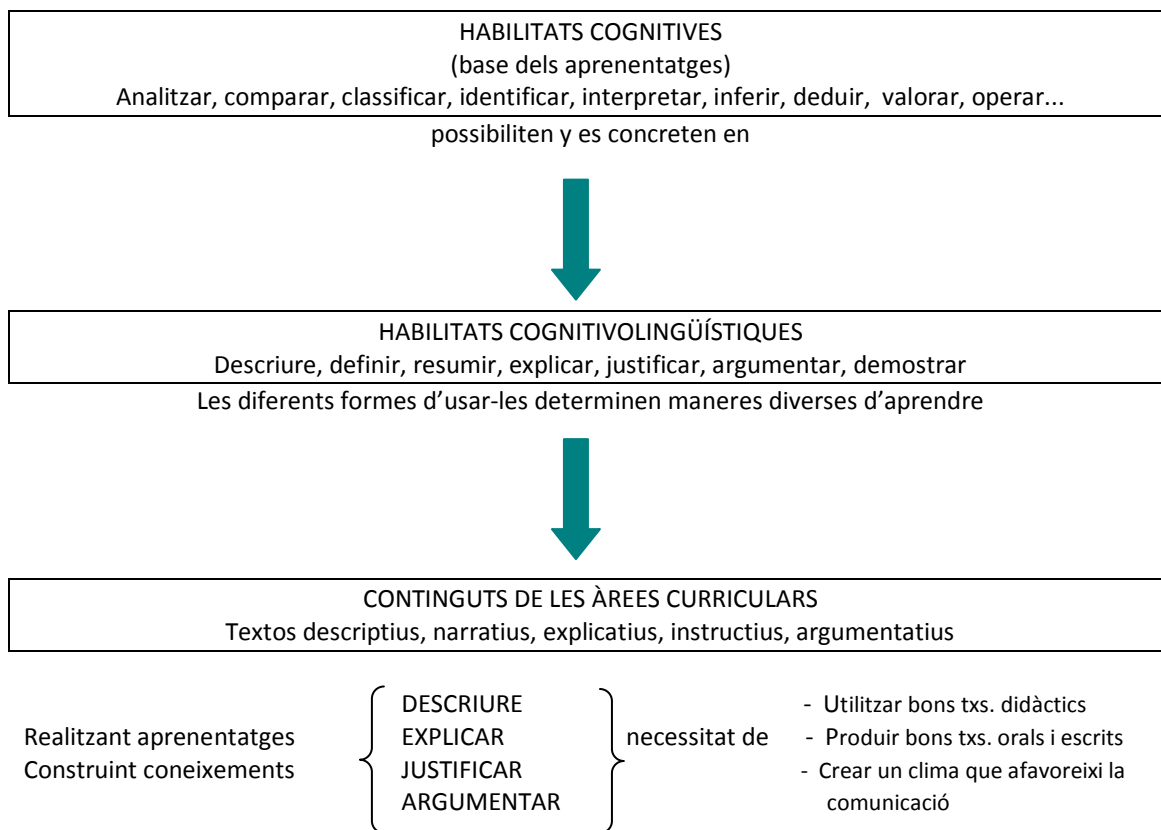 HABILITATS COGNITIVES
(base dels aprenentatges)
Analitzar, comparar, classificar, identificar, interpretar, inferir, deduir, valorar, operar...
possibiliten y es concreten en
HABILITATS COGNITIVOLINGÜÍSTIQUES
Descriure, definir, resumir, explicar, justificar, argumentar, demostrar
Les diferents formes d'usar-les determinen maneres diverses d'aprendre
CONTINGUTS DE LES ÀREES CURRICULARS
Textos descriptius, narratius, explicatius, instructius, argumentatius
Realitzant aprenentatges
Construint coneixements
DESCRIURE
EXPLICAR
JUSTIFICAR
ARGUMENTAR
necessitat de
- Utilitzar bons txs. didàctics
- Produir bons txs. orals i escrits
- Crear un clima que afavoreixi la
comunicació